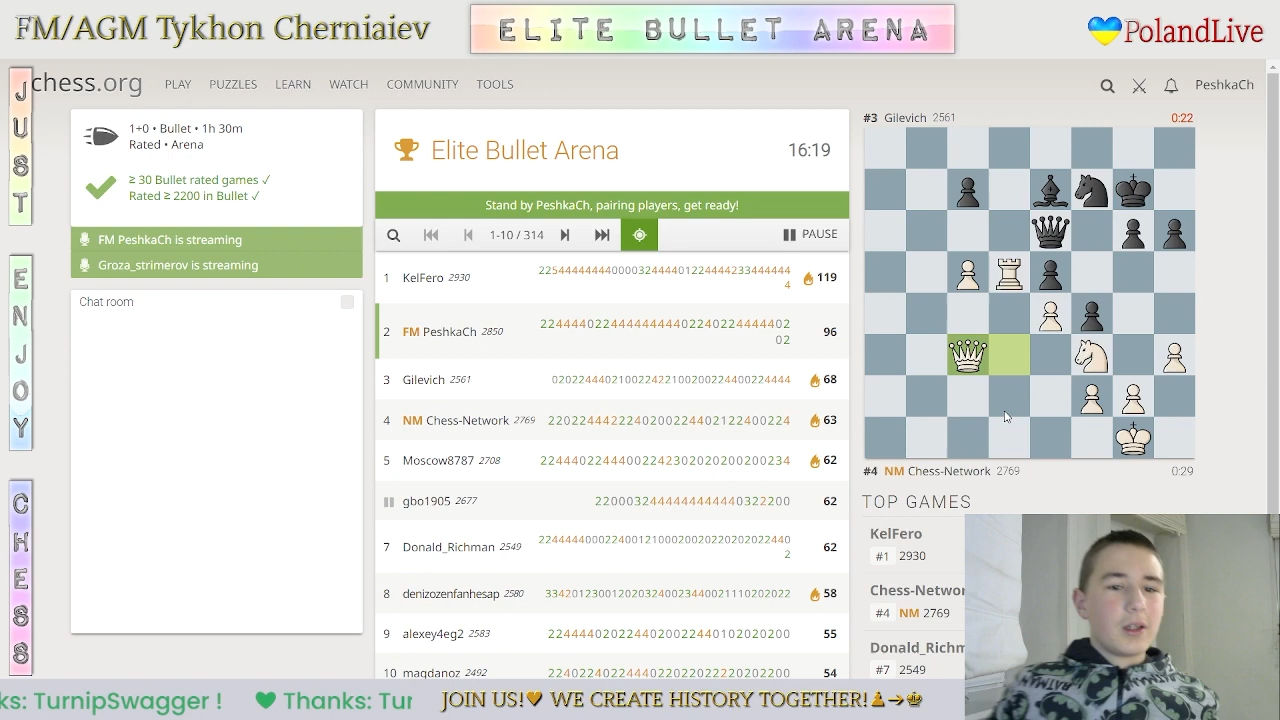 FM/AGM Tykhon Cherniaiev
ELITE BULLET ARENA
PolandLive
JUST
ENJOY
CHESS
chess.org
PLAY PUZZLES LEARN WATCH COMMUNITY TOOLS
PeshkaCh
1+0 • Bullet • 1h 30m
Rated • Arena
≥ 30 Bullet rated games ✓
Rated ≥ 2200 in Bullet ✓
FM PeshkaCh is streaming
Groza_strimerov is streaming
Chat room
Elite Bullet Arena 16:19
Stand by PeshkaCh, pairing players, get ready!
1-10 / 314 PAUSE
1 KelFero 2930 119
2 FM PeshkaCh 2850 96
3 Gilevich 2561 68
4 NM Chess-Network 2769 63
5 Moscow8787 2708 62
gbo1905 2677 2200032444444444440322200 62
7 Donald_Richman 2549 62
8 denizozenfanhesap 2580 58
9 alexey4eg2 2583 55
10 maqdanoz 2492 54
#3 Gilevich 2561 0:22
#4 NM Chess-Network 2769 0:29
TOP GAMES
KelFero
#1 2930
Chess-Networ
#4 NM 2769
Donald_Richm
#7 2549
ks: TurnipSwagger ! Thanks: Tur
JOIN US! WE CREATE HISTORY TOGETHER!
BATMAN